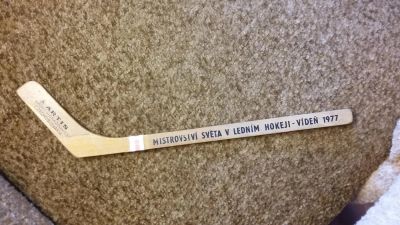 ARTIS
MISTROVSTVÍ SVĚTA V LEDNÍM HOKEJI - VÍDEŇ 1977